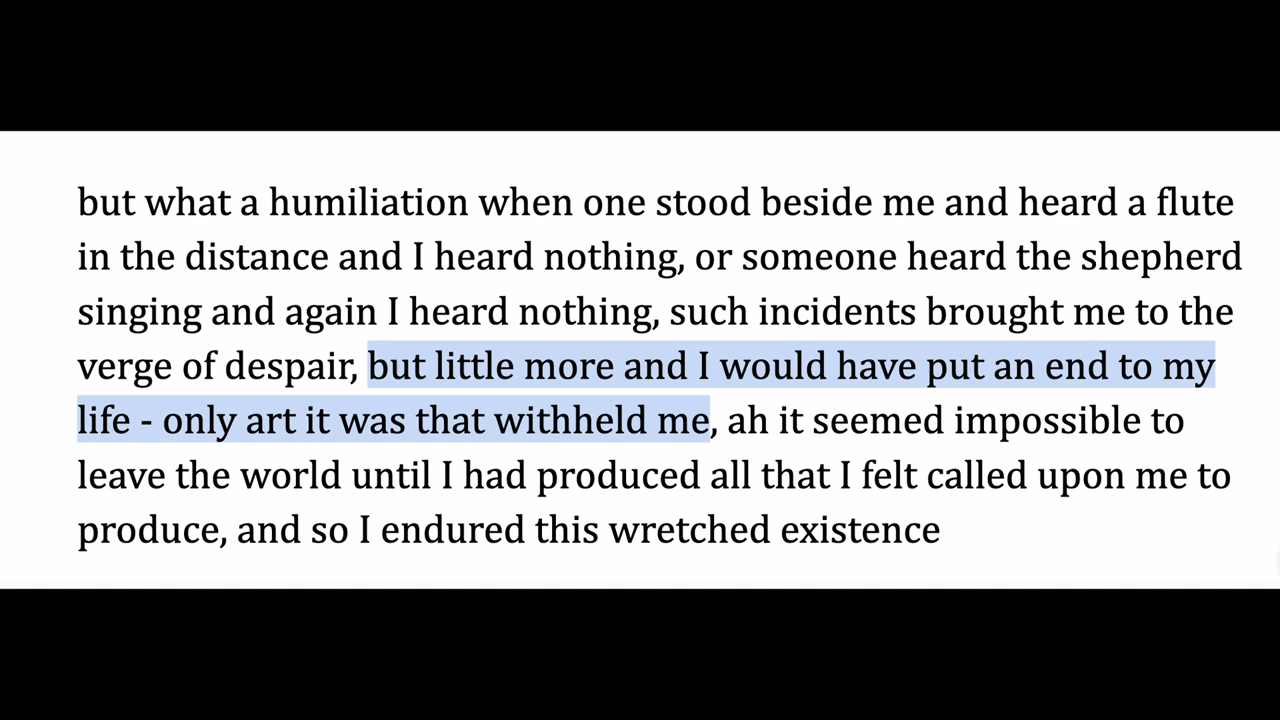 but what a humiliation when one stood beside me and heard a flute
in the distance and I heard nothing, or someone heard the shepherd
singing and again I heard nothing, such incidents brought me to the
verge of despair, but little more and I would have put an end to my
life - only art it was that withheld me, ah it seemed impossible to
leave the world until I had produced all that I felt called upon me to
produce, and so I endured this wretched existence